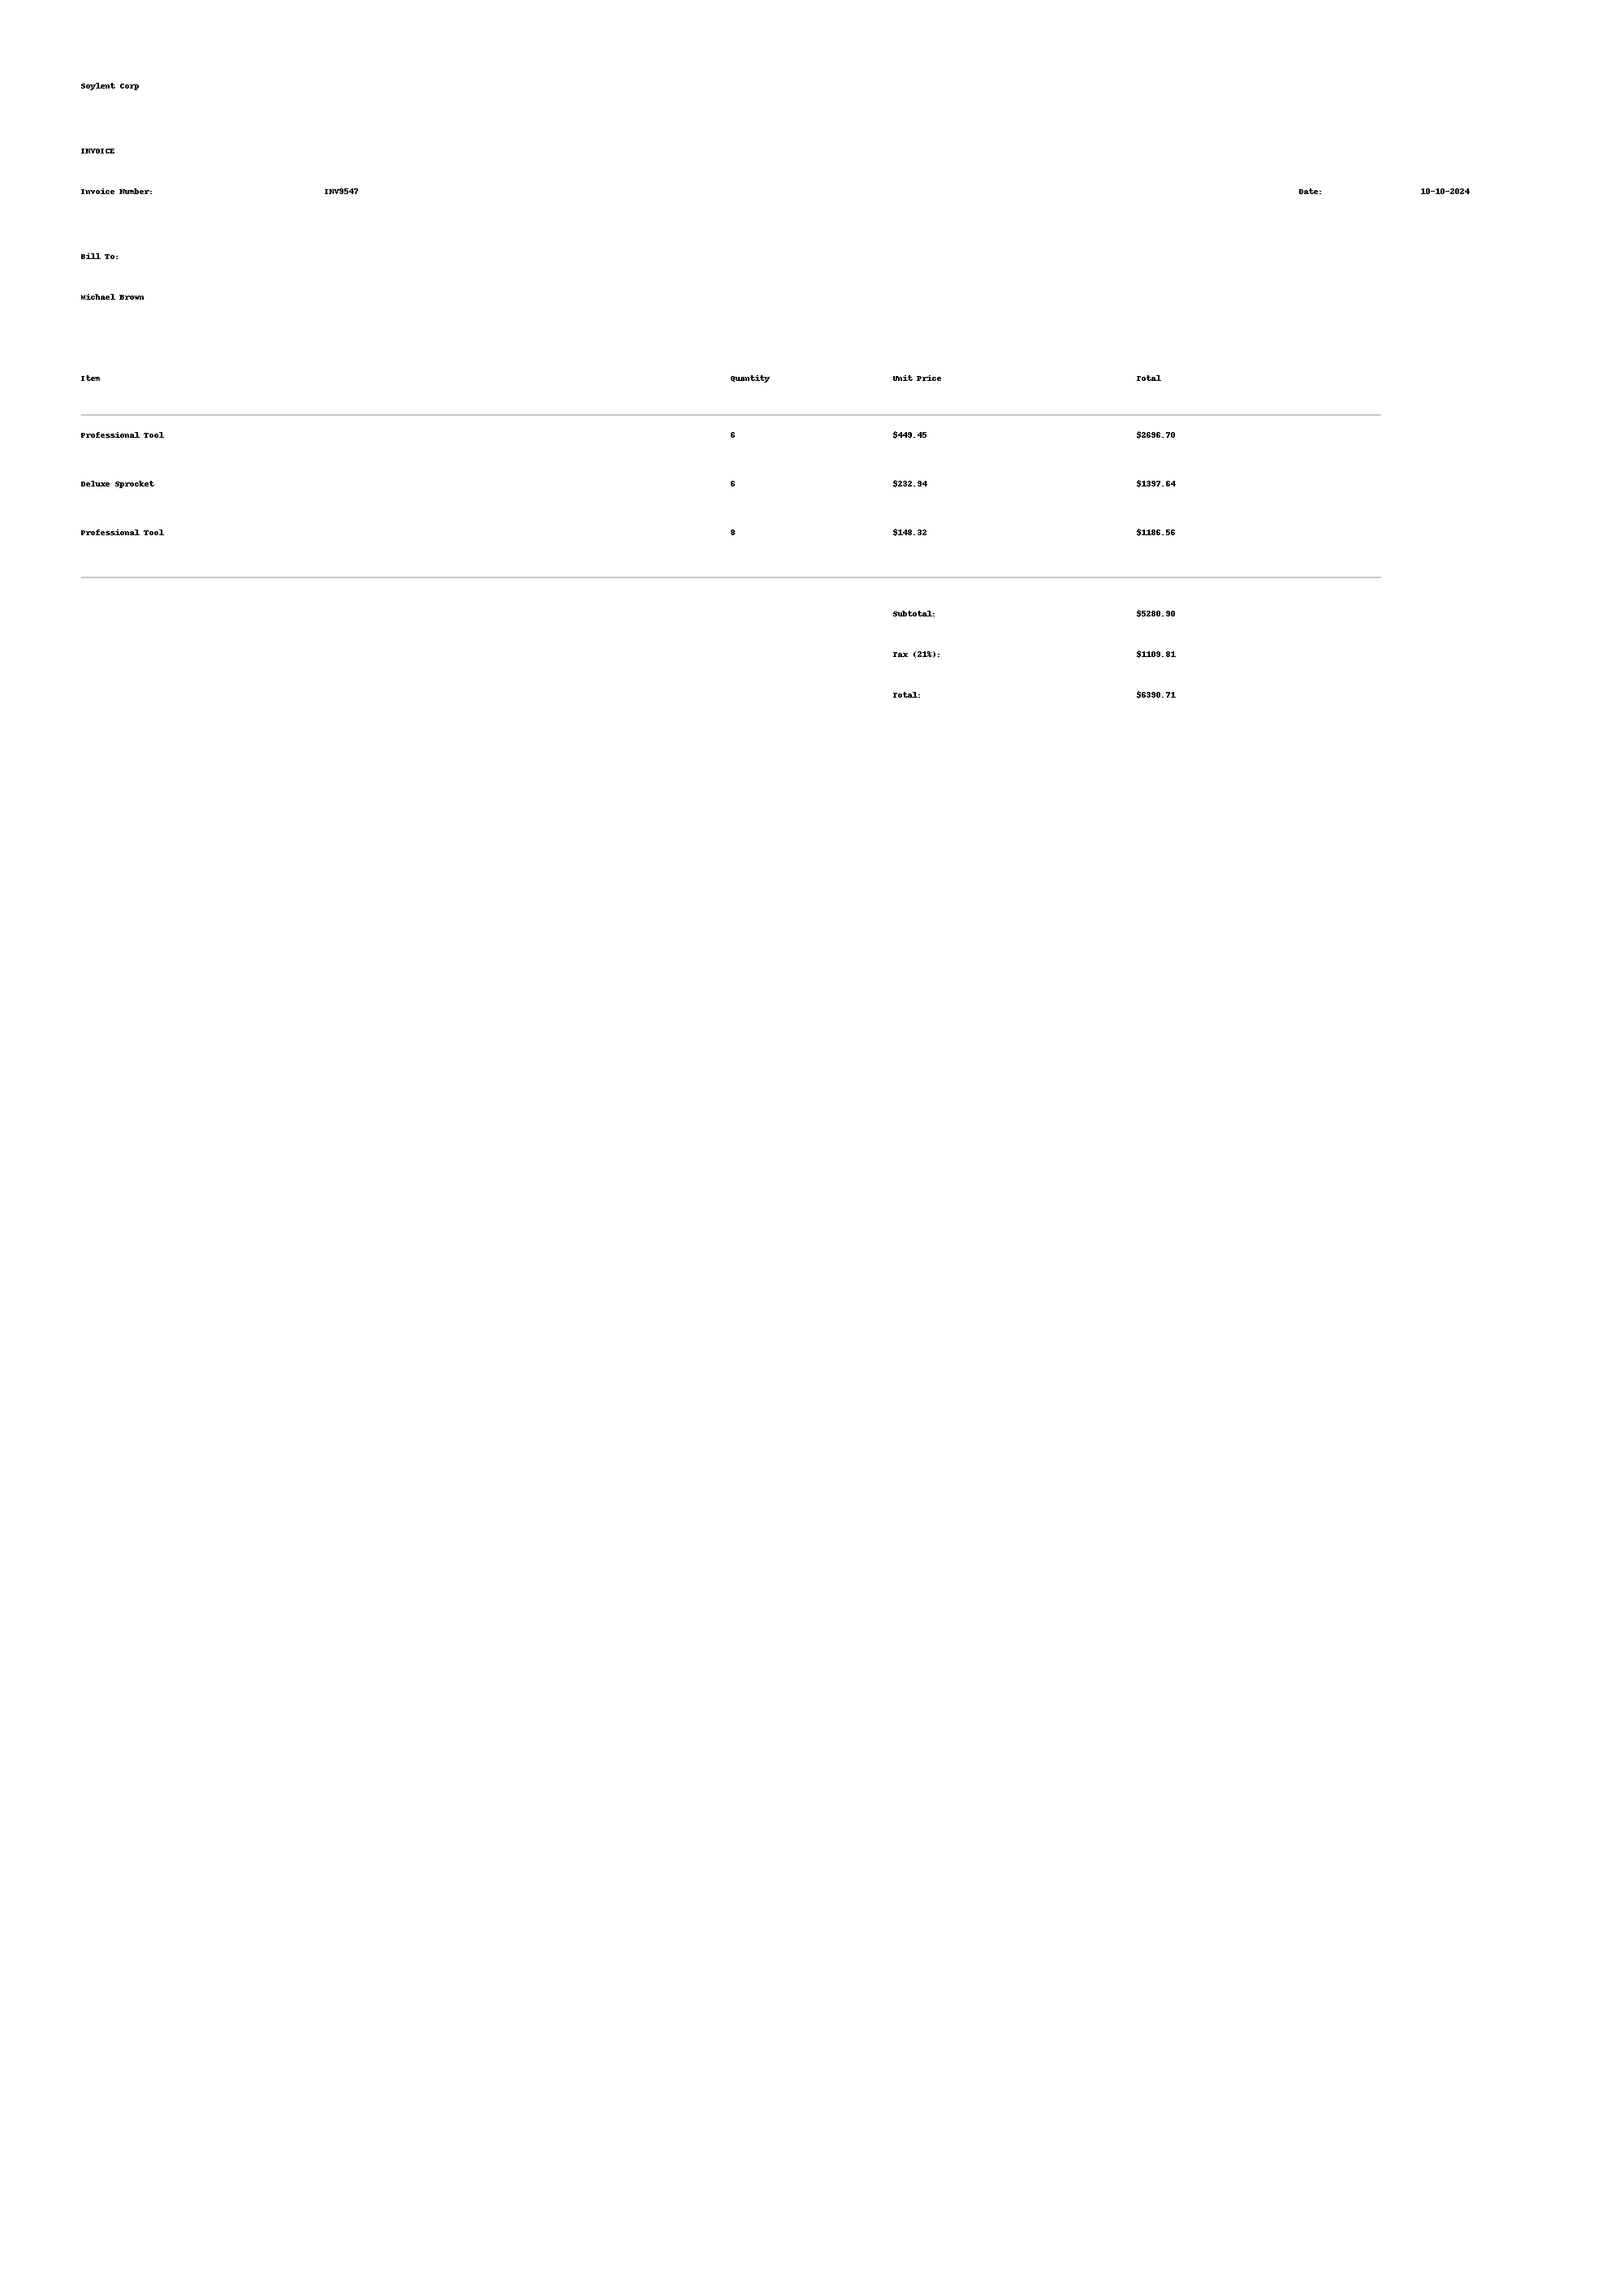 Soylent Corp
INVOICE
Invoice Number: INV9547 Date: 10-10-2024
Bill To:
Michael Brown
Item Quantity Unit Price Total
Professional Tool 6 $449.45 $2696.70
Deluxe Sprocket 6 $232.94 $1397.64
Professional Tool 8 $148.32 $1186.56
Subtotal: $5280.90
Tax (21%): $1109.81
Total: $6390.71